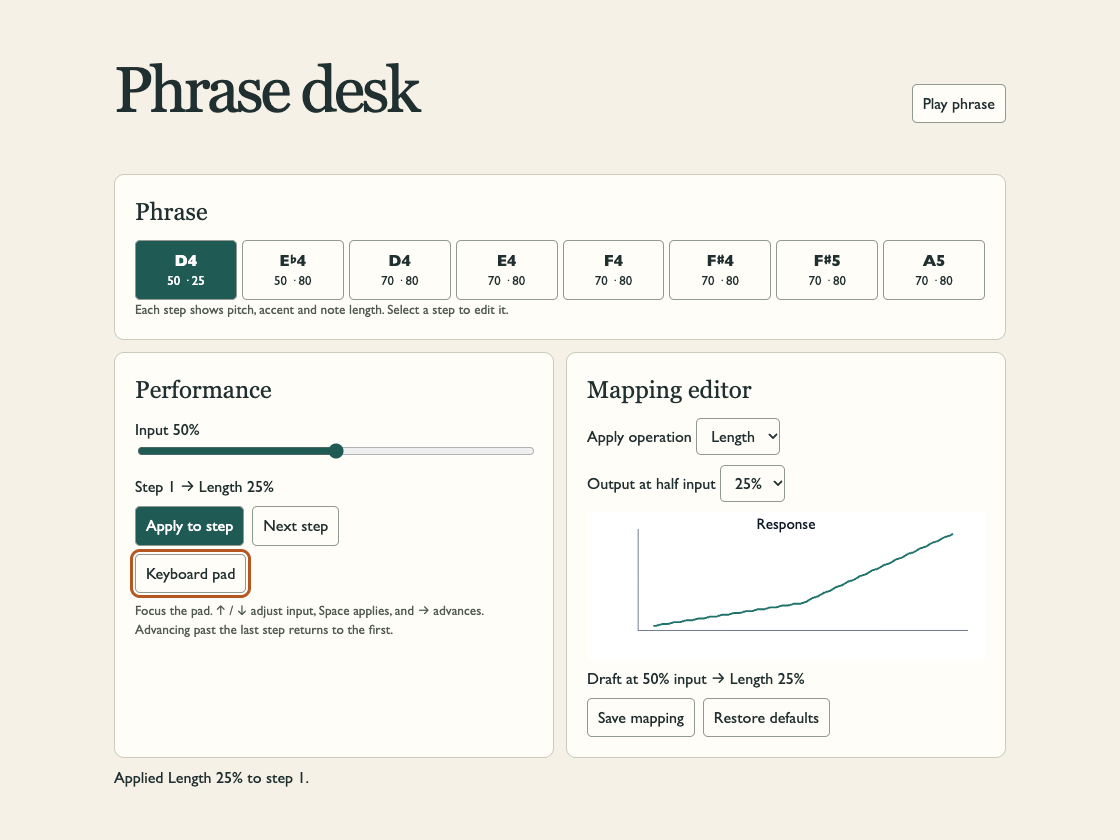 Phrase desk
Play phrase
Phrase
D4 E♭4 D4 E4 F4 F♯4 F♯5 A5
50 · 25 50 · 80 70 · 80 70 · 80 70 · 80 70 · 80 70 · 80 70 · 80
Each step shows pitch, accent and note length. Select a step to edit it.
Performance
Input 50%
Step 1 → Length 25%
Apply to step Next step
Keyboard pad
Focus the pad. ↑ / ↓ adjust input, Space applies, and → advances.
Advancing past the last step returns to the first.
Mapping editor
Apply operation Length
Output at half input 25%
Response
Draft at 50% input → Length 25%
Save mapping Restore defaults
Applied Length 25% to step 1.